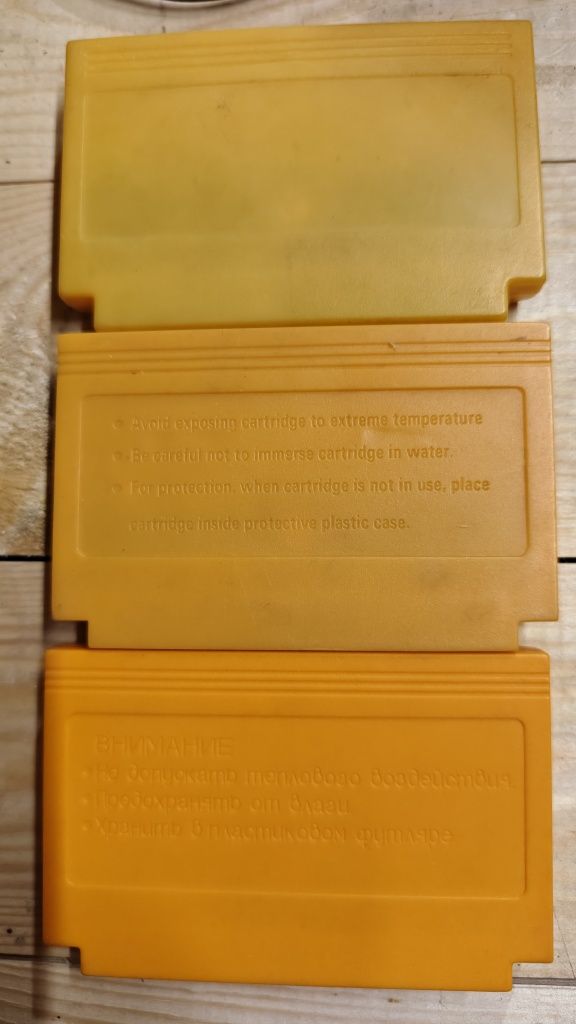 • Avoid exposing cartridge to extreme temperature
• Be careful not to immerse cartridge in water.
• For protection, when cartridge is not in use, place
cartridge inside protective plastic case.
ВНИМАНИЕ
• Не допускать теплового воздействия.
• Предохранять от влаги
• Хранить в пластиковом футляре